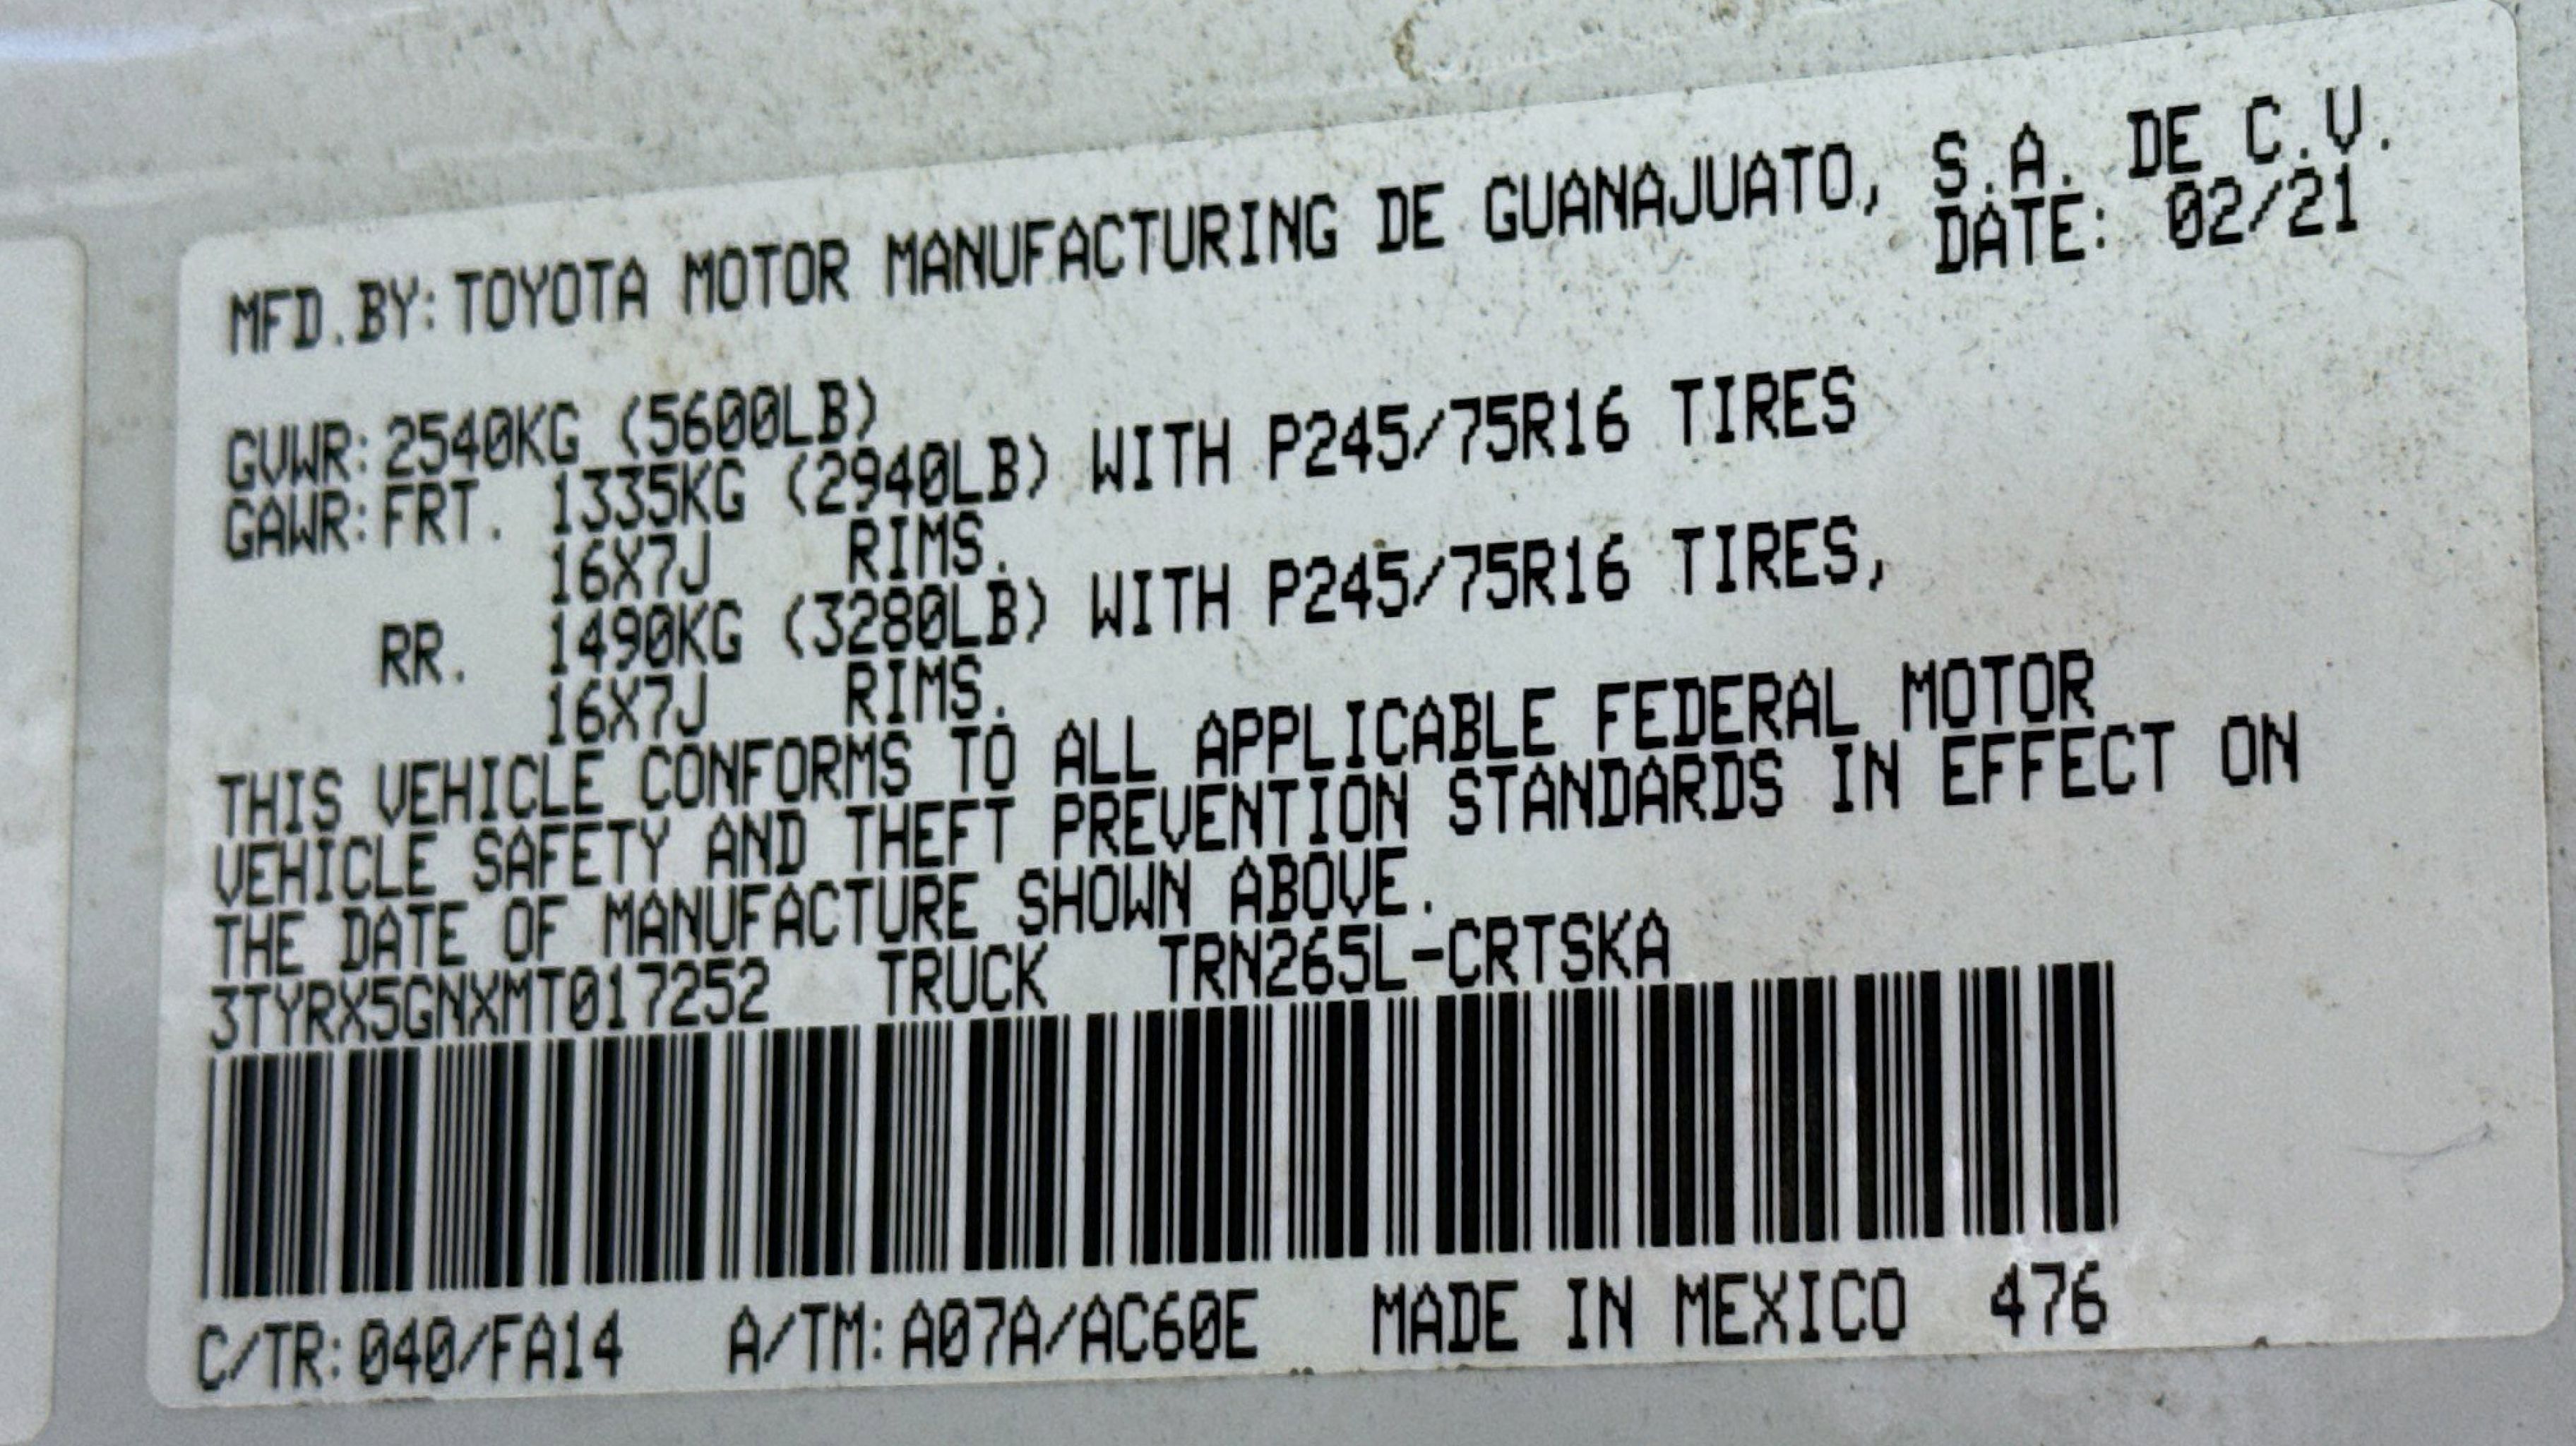 MFD.BY: TOYOTA MOTOR MANUFACTURING DE GUANAJUATO, S.A. DE C.V.
DATE: 02/21
GVWR: 2540KG (5600LB)
GAWR: FRT. 1335KG (2940LB) WITH P245/75R16 TIRES
16X7J RIMS.
RR. 1490KG (3280LB) WITH P245/75R16 TIRES,
16X7J RIMS.
THIS VEHICLE CONFORMS TO ALL APPLICABLE FEDERAL MOTOR
VEHICLE SAFETY AND THEFT PREVENTION STANDARDS IN EFFECT ON
THE DATE OF MANUFACTURE SHOWN ABOVE.
3TYRX5GNXMT017252 TRUCK TRN265L-CRTSKA
C/TR: 040/FA14 A/TM: A07A/AC60E MADE IN MEXICO 476